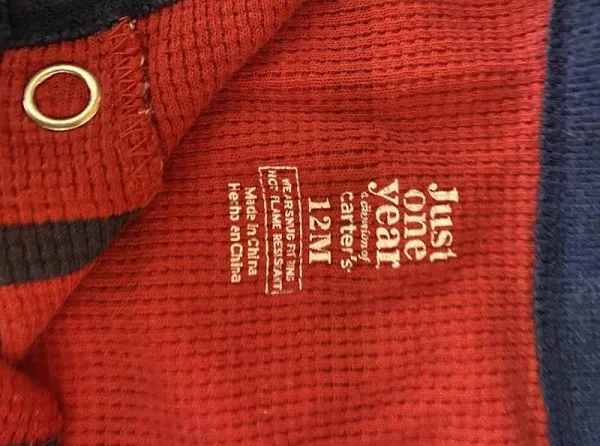 Just
one
year
a division of
carter's
12M
WEAR SNUG FITTING
NOT FLAME RESISTANT
Made in China
Hecho en China